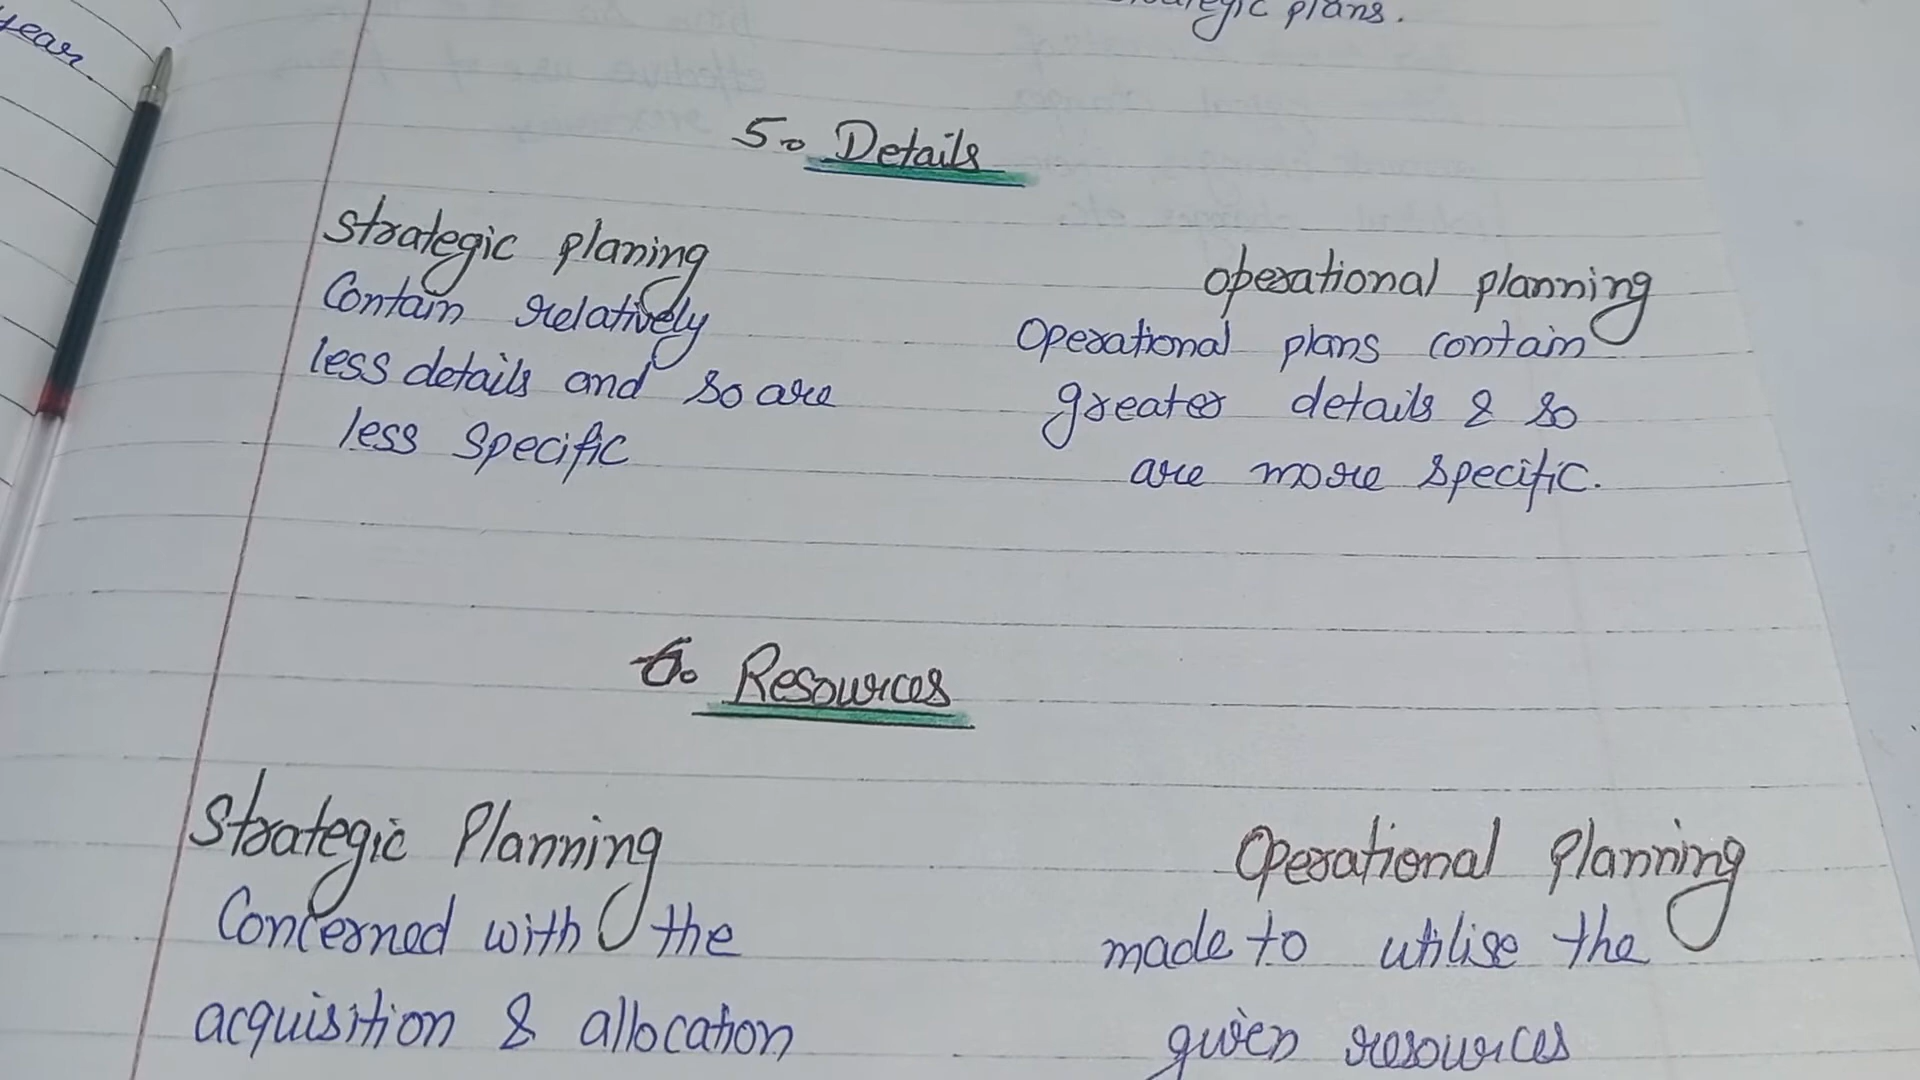 year
plans.
5. Details
Strategic planing
Contain relatively
less details and so are
less specific
operational planning
Operational plans contain
greater details & so
are more specific.
6. Resources
Strategic Planning
Concerned with the
acquisition & allocation
Operational Planning
made to utilise the
given resources